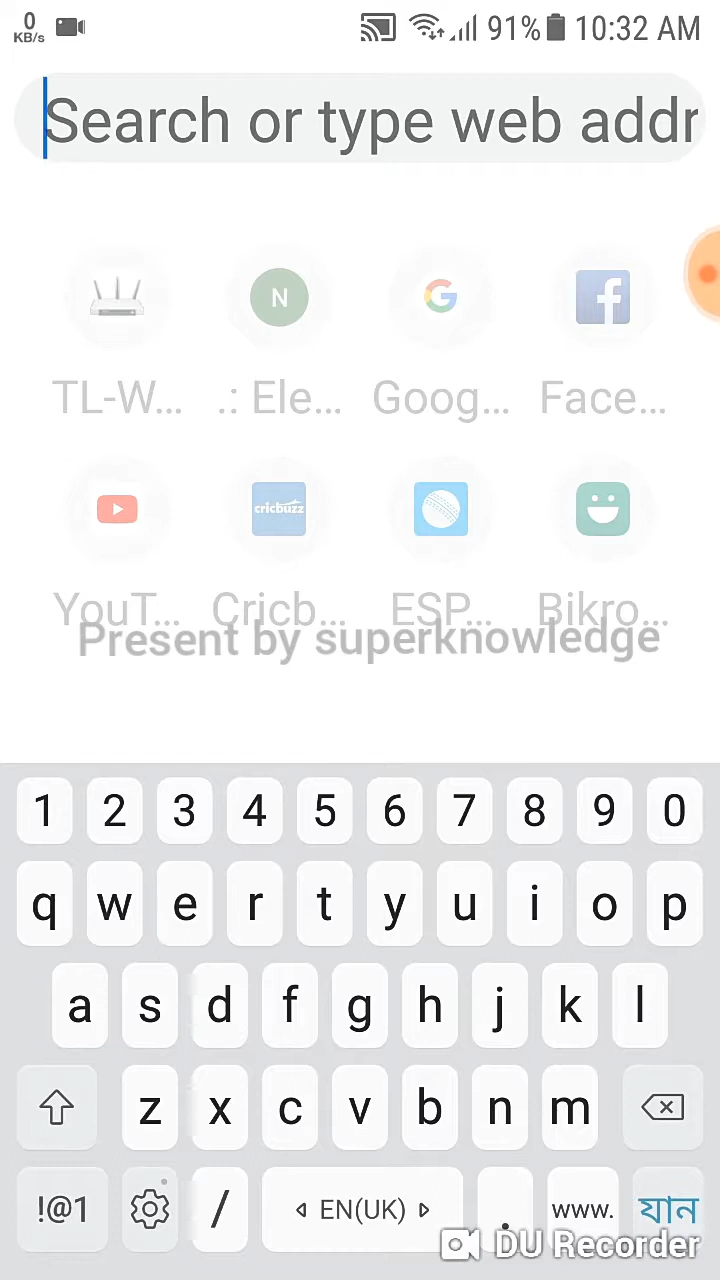 0
KB/s
91% 10:32 AM
Search or type web addr
N
TL-W... .: Ele... Goog... Face...
cricbuzz
YouT... Cricb... ESP... Bikro...
Present by superknowledge
1 2 3 4 5 6 7 8 9 0
q w e r t y u i o p
a s d f g h j k l
z x c v b n m
!@1 / EN(UK) . www. যান
DU Recorder